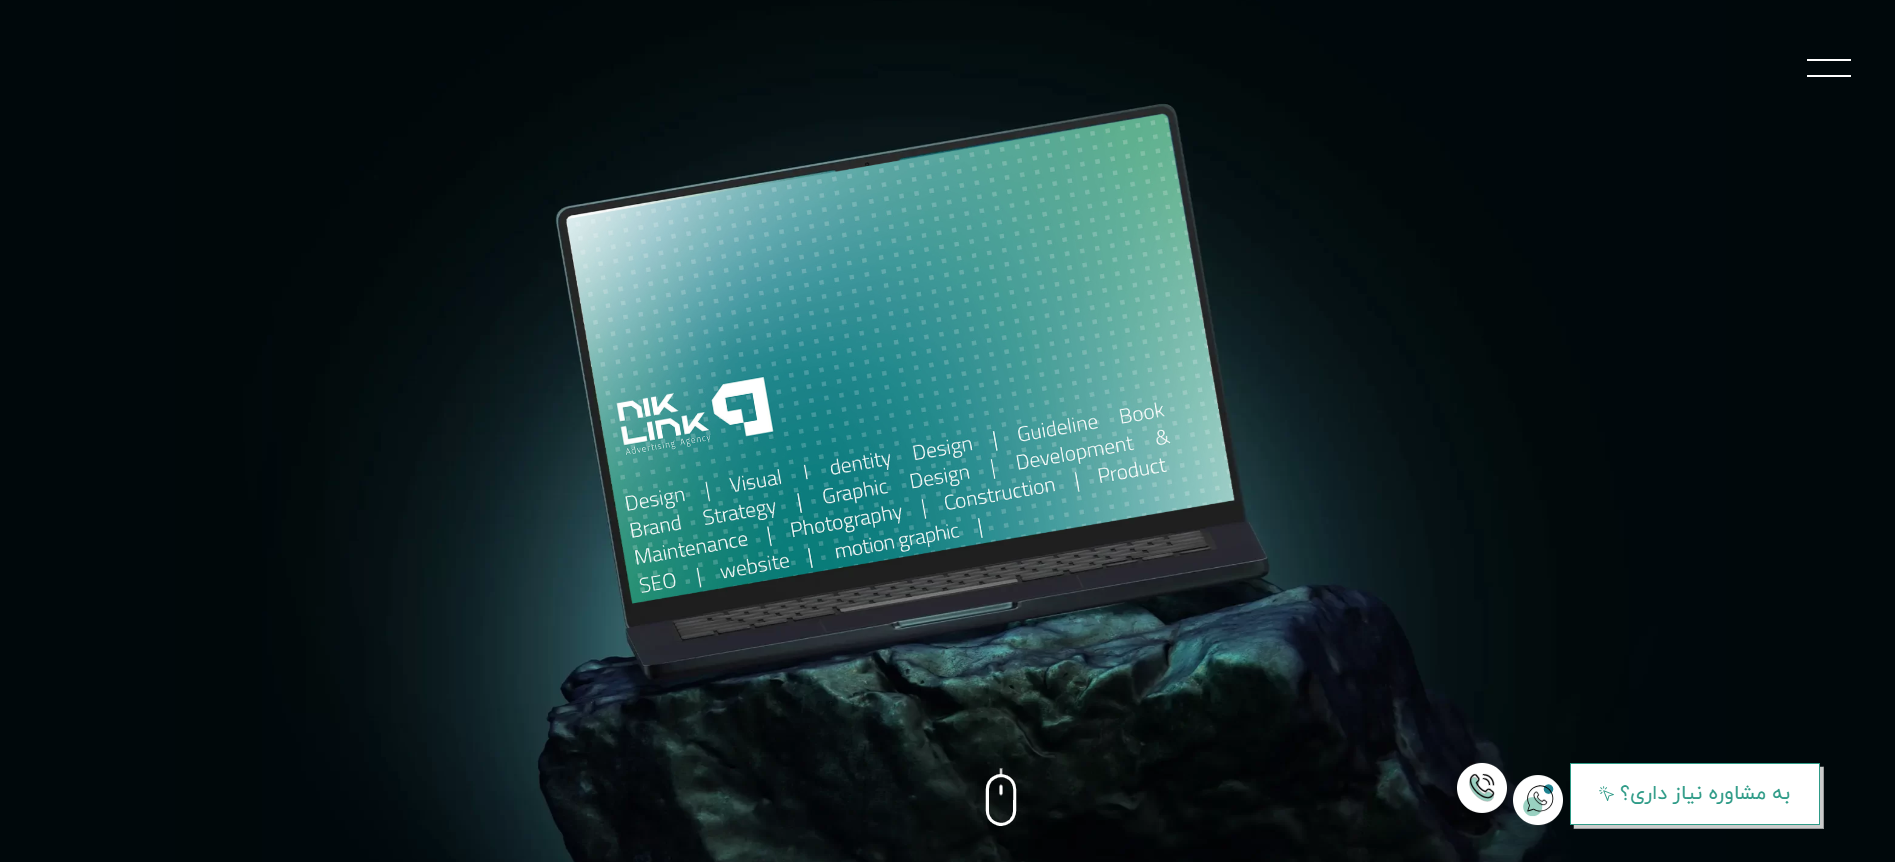 NIK
LINK
Advertising Agency
Design | Visual | dentity Design | Guideline Book
Brand Strategy | Graphic Design | Development &
Maintenance | Photography | Construction | Product
SEO | website | motion graphic |
به مشاوره نیاز داری؟